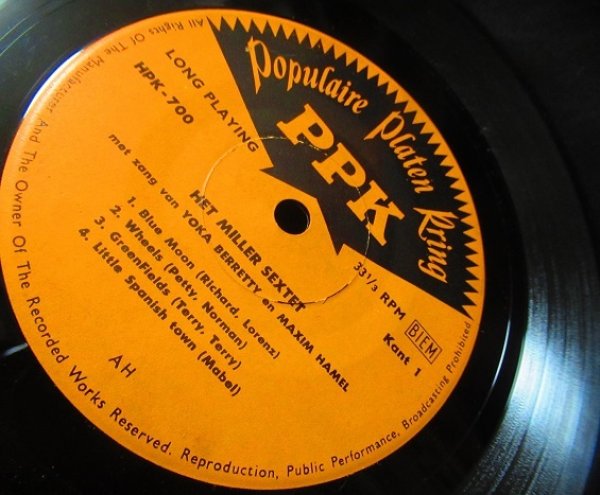 Populaire Platen Kring
PPK
LONG PLAYING
HPK - 700
33 1/3 RPM
BIEM
Kant 1
HET MILLER SEXTET
met zang van YOKA BERRETTY en MAXIM HAMEL
1. Blue Moon (Richard, Lorenz)
2. Wheels (Petty, Norman)
3. GreenFields (Terry, Terry)
4. Little Spanish town (Mabel)
AH
All Rights Of The Manufacturer And The Owner Of The Recorded Works Reserved. Reproduction, Public Performance, Broadcasting Prohibited